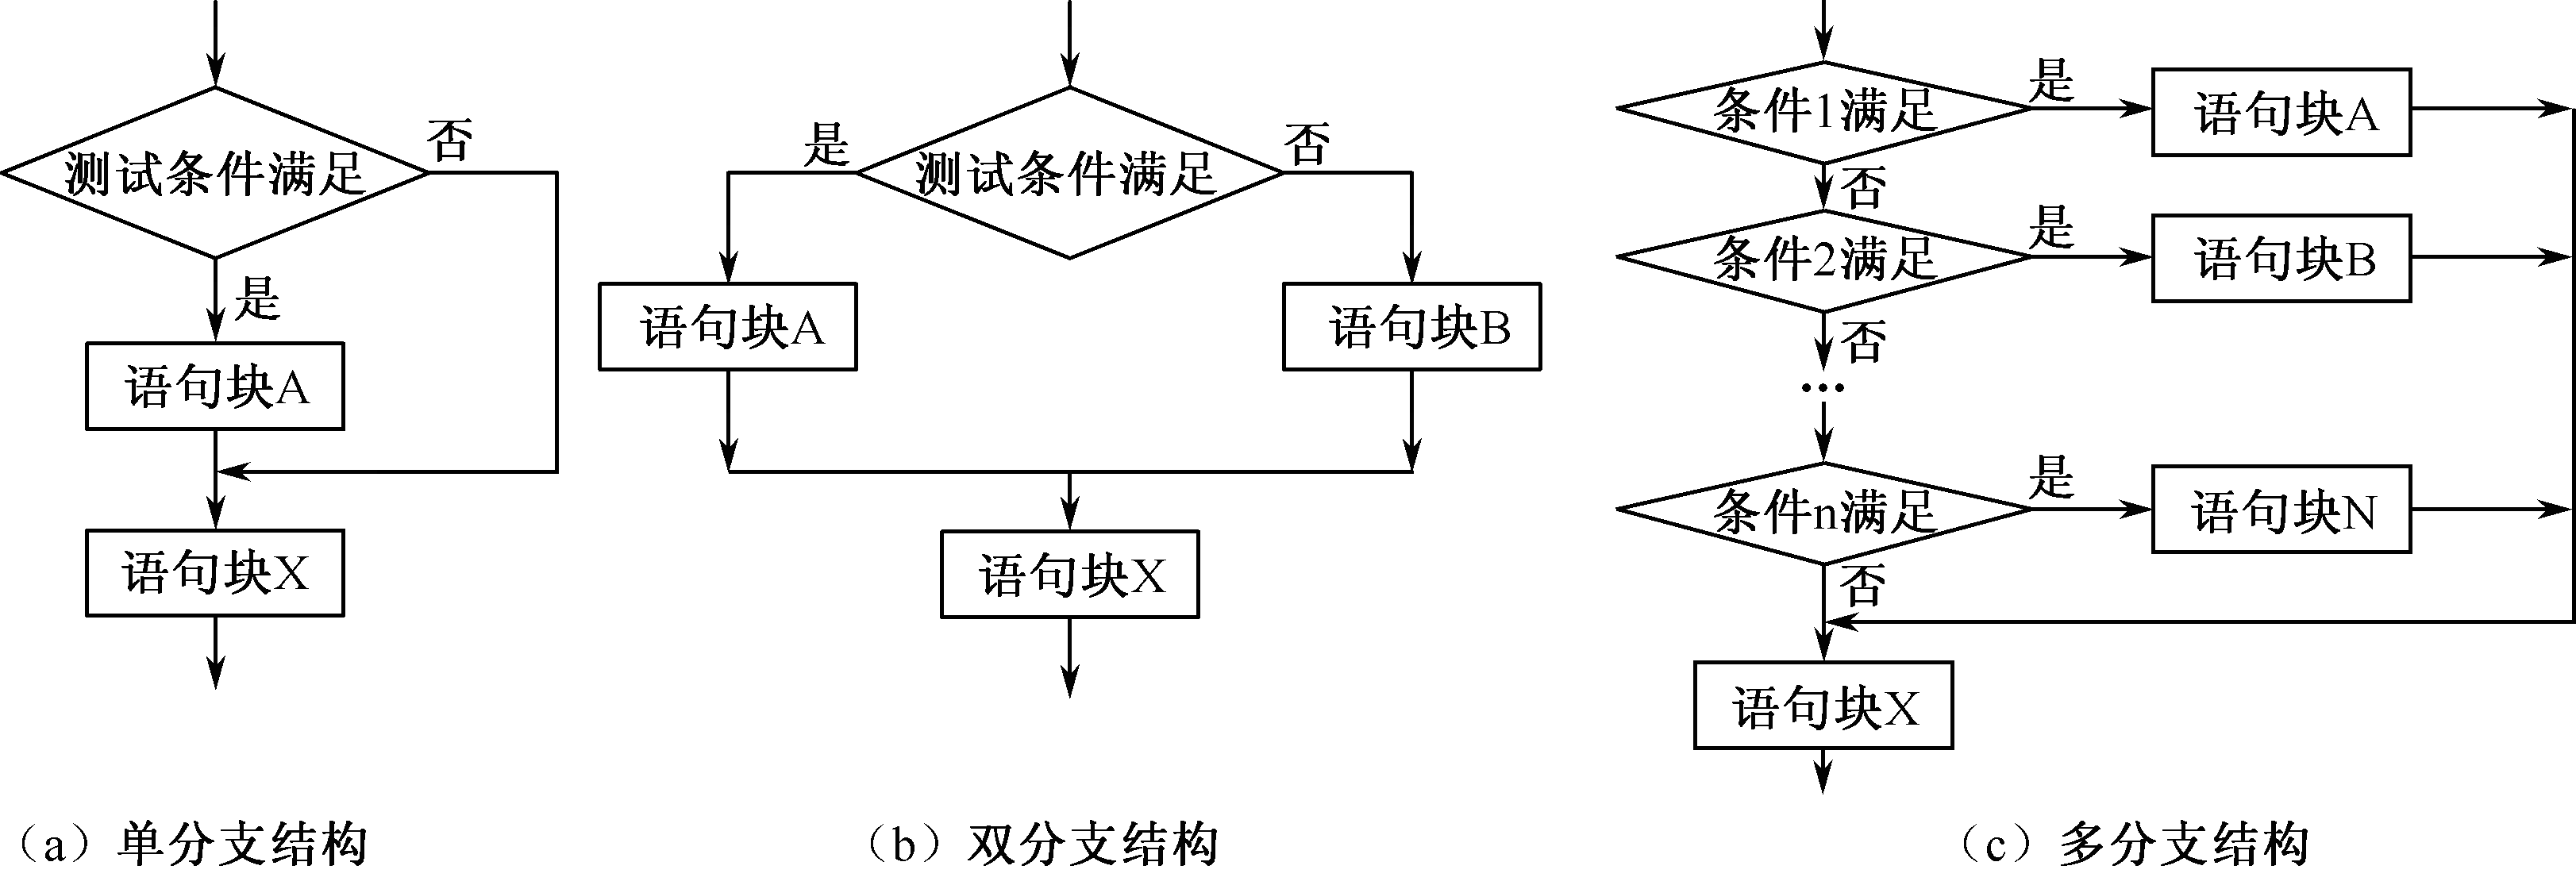 测试条件满足
否
是
语句块A
语句块X
(a)单分支结构
是
测试条件满足
否
语句块A
语句块B
语句块X
(b)双分支结构
条件1满足
是
语句块A
否
条件2满足
是
语句块B
否
...
条件n满足
是
语句块N
否
语句块X
(c)多分支结构